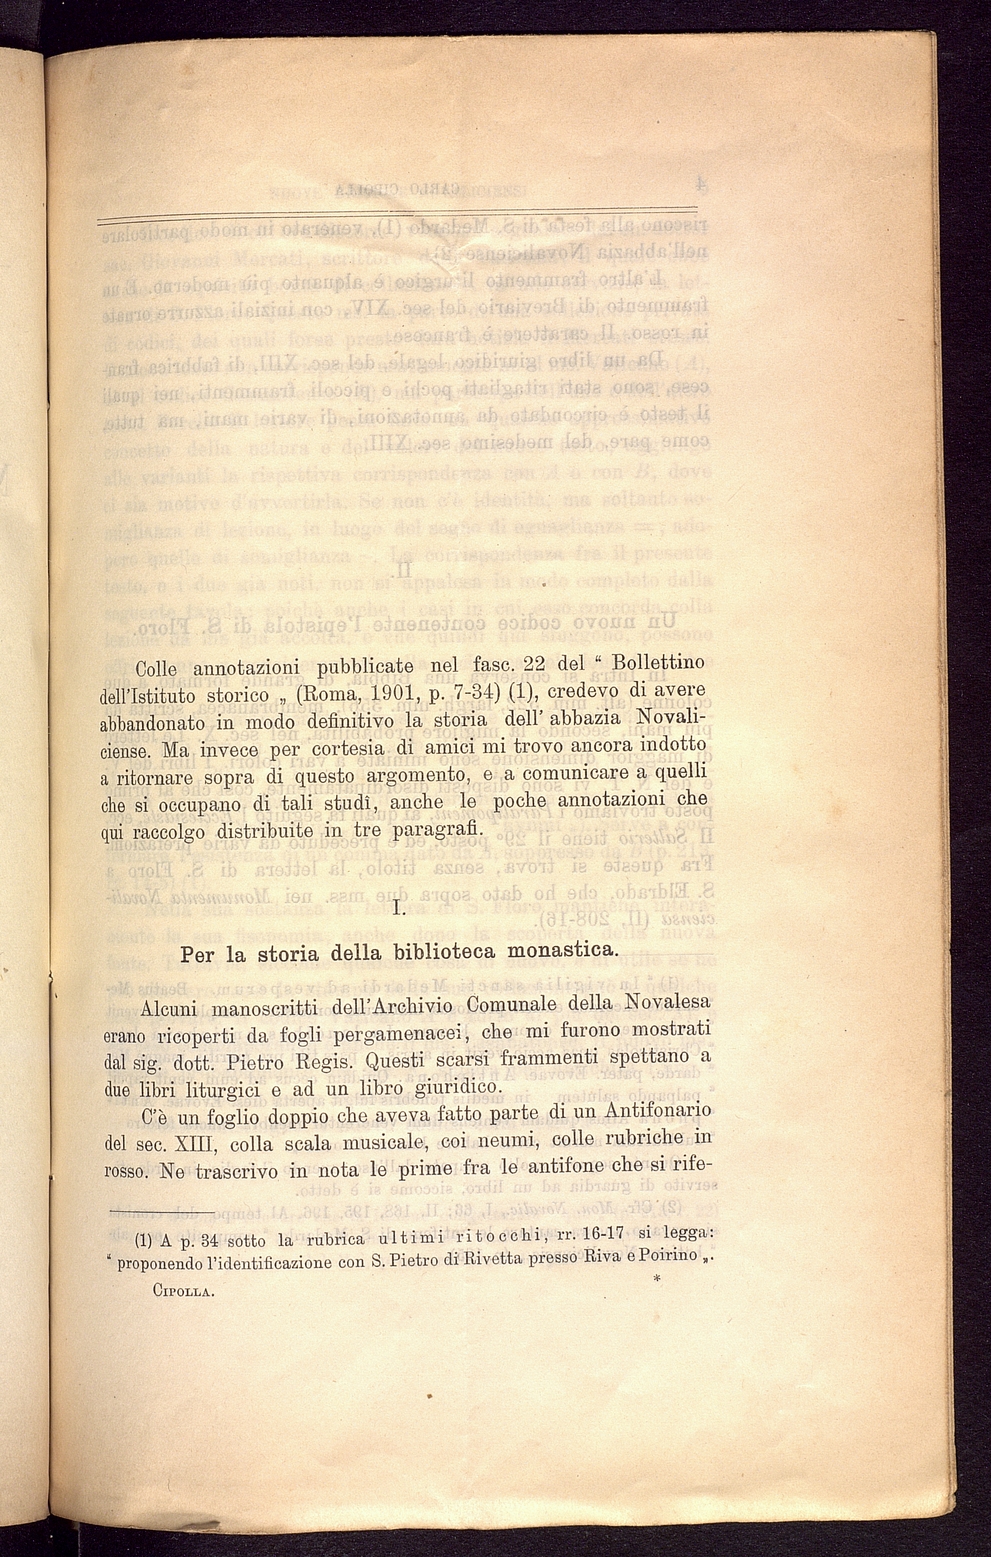 Colle annotazioni pubblicate nel fasc. 22 del “ Bollettino
dell'Istituto storico „ (Roma, 1901, p. 7-34) (1), credevo di avere
abbandonato in modo definitivo la storia dell' abbazia Novali-
ciense. Ma invece per cortesia di amici mi trovo ancora indotto
a ritornare sopra di questo argomento, e a comunicare a quelli
che si occupano di tali studî, anche le poche annotazioni che
qui raccolgo distribuite in tre paragrafi.
I.
Per la storia della biblioteca monastica.
Alcuni manoscritti dell'Archivio Comunale della Novalesa
erano ricoperti da fogli pergamenacei, che mi furono mostrati
dal sig. dott. Pietro Regis. Questi scarsi frammenti spettano a
due libri liturgici e ad un libro giuridico.
C'è un foglio doppio che aveva fatto parte di un Antifonario
del sec. XIII, colla scala musicale, coi neumi, colle rubriche in
rosso. Ne trascrivo in nota le prime fra le antifone che si rife-
(1) A p. 34 sotto la rubrica ultimi ritocchi, rr. 16-17 si legga:
“ proponendo l'identificazione con S. Pietro di Rivetta presso Riva e Poirino „.
CIPOLLA. *